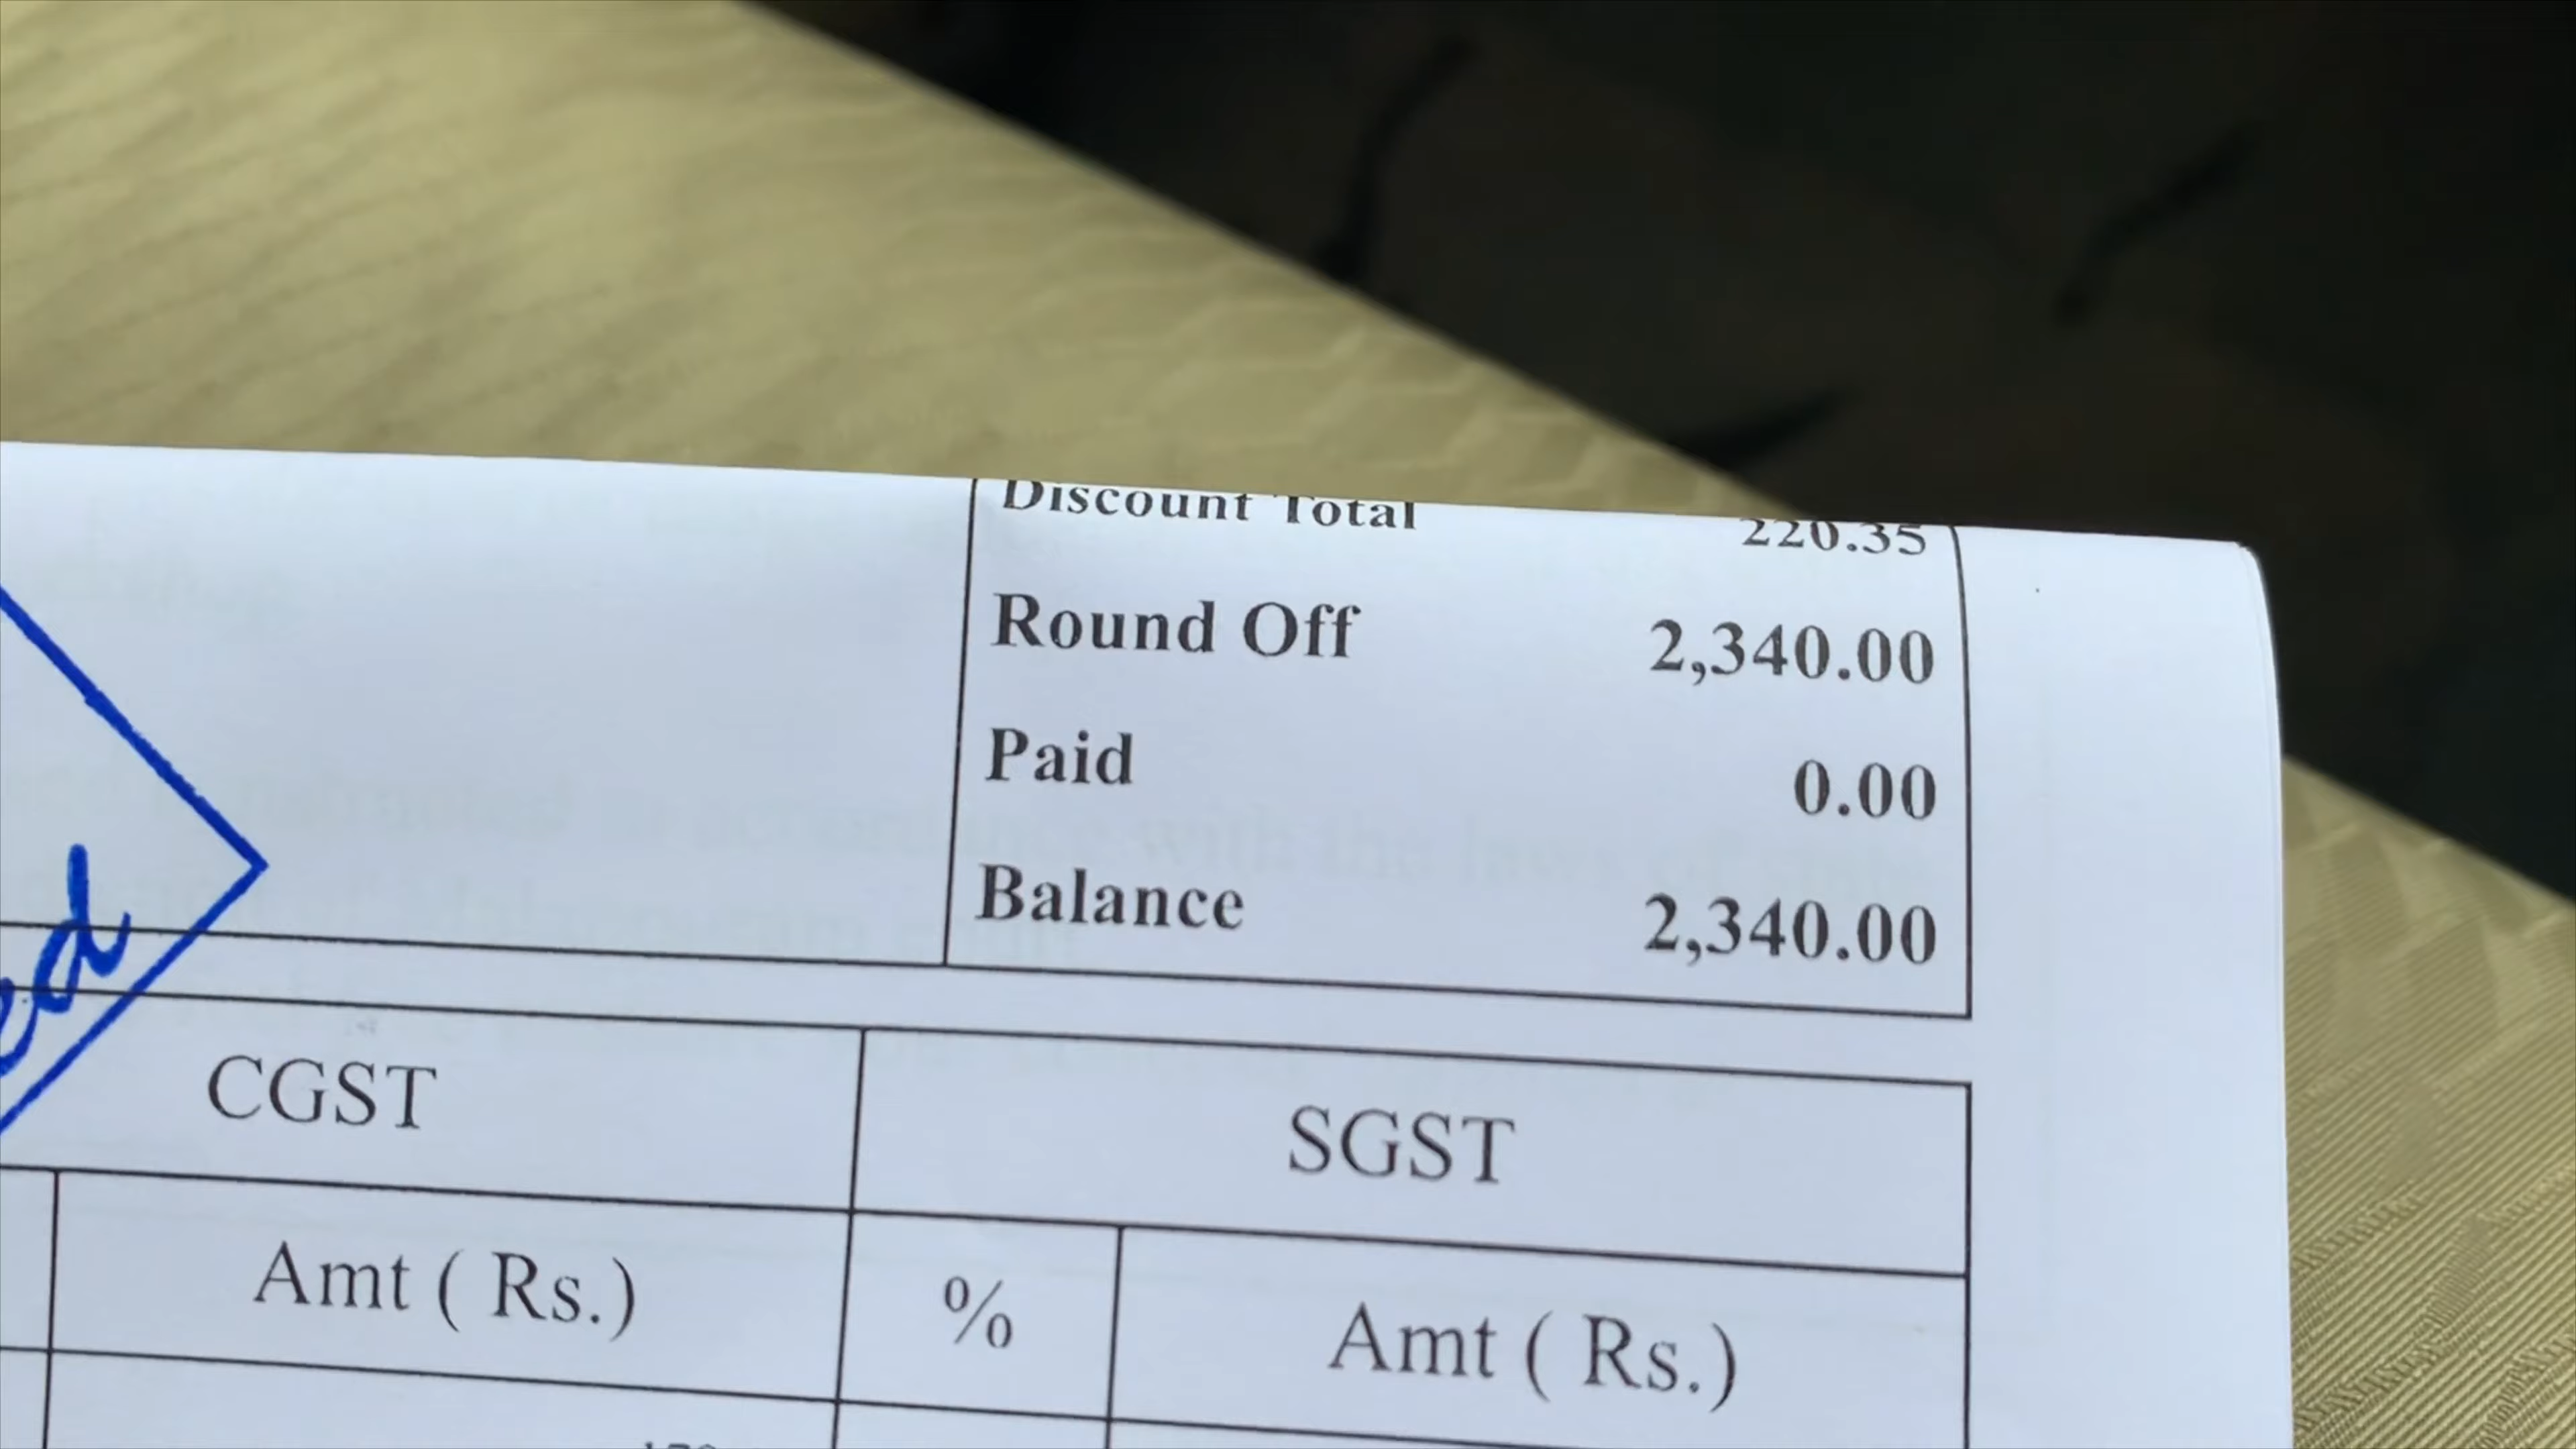 Discount Total 220.35
Round Off 2,340.00
Paid 0.00
Balance 2,340.00
ed
CGST SGST
Amt ( Rs.) % Amt ( Rs.)